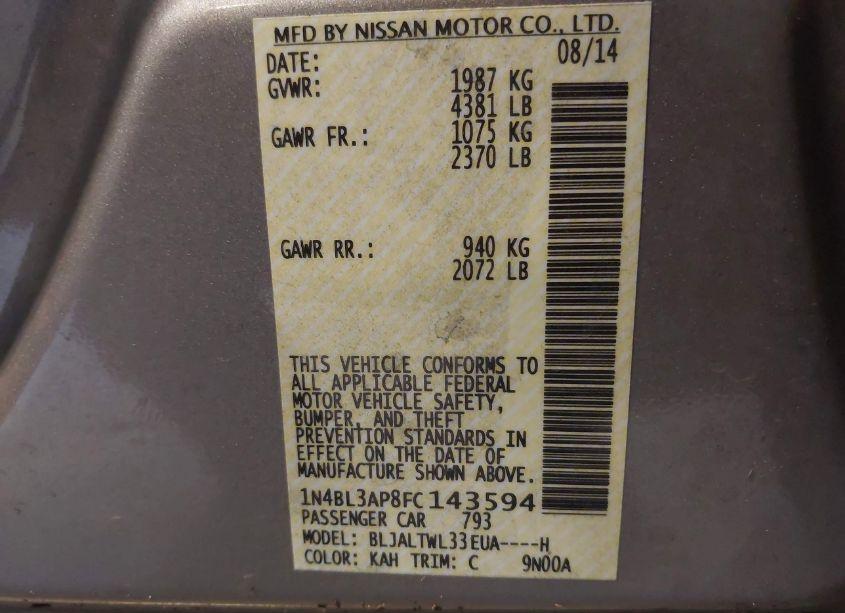 MFD BY NISSAN MOTOR CO., LTD.
DATE: 08/14
GVWR: 1987 KG
4381 LB
GAWR FR.: 1075 KG
2370 LB
GAWR RR.: 940 KG
2072 LB
THIS VEHICLE CONFORMS TO
ALL APPLICABLE FEDERAL
MOTOR VEHICLE SAFETY,
BUMPER, AND THEFT
PREVENTION STANDARDS IN
EFFECT ON THE DATE OF
MANUFACTURE SHOWN ABOVE.
1N4BL3AP8FC143594
PASSENGER CAR 793
MODEL: BLJALTWL33EUA----H
COLOR: KAH TRIM: C 9N00A